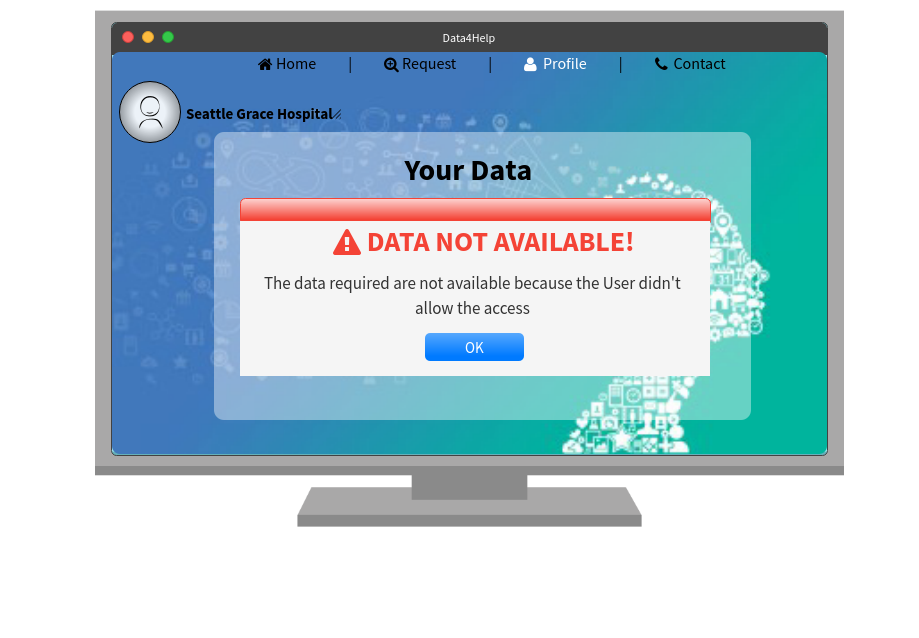 Data4Help
Home | Request | Profile | Contact
Seattle Grace Hospital
Your Data
DATA NOT AVAILABLE!
The data required are not available because the User didn't
allow the access
OK